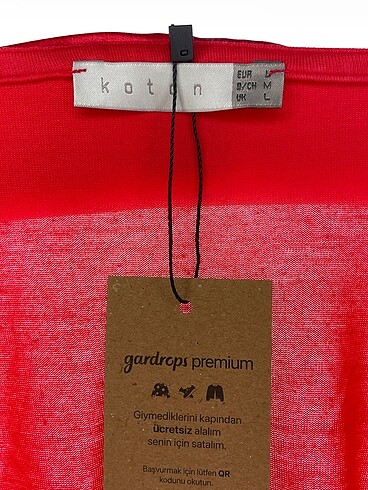 koton
EUR L
D/CH M
UK L
gardrops premium
Giymediklerini kapından
ücretsiz alalım
senin için satalım.
Başvurmak için lütfen QR
kodunu okutun.